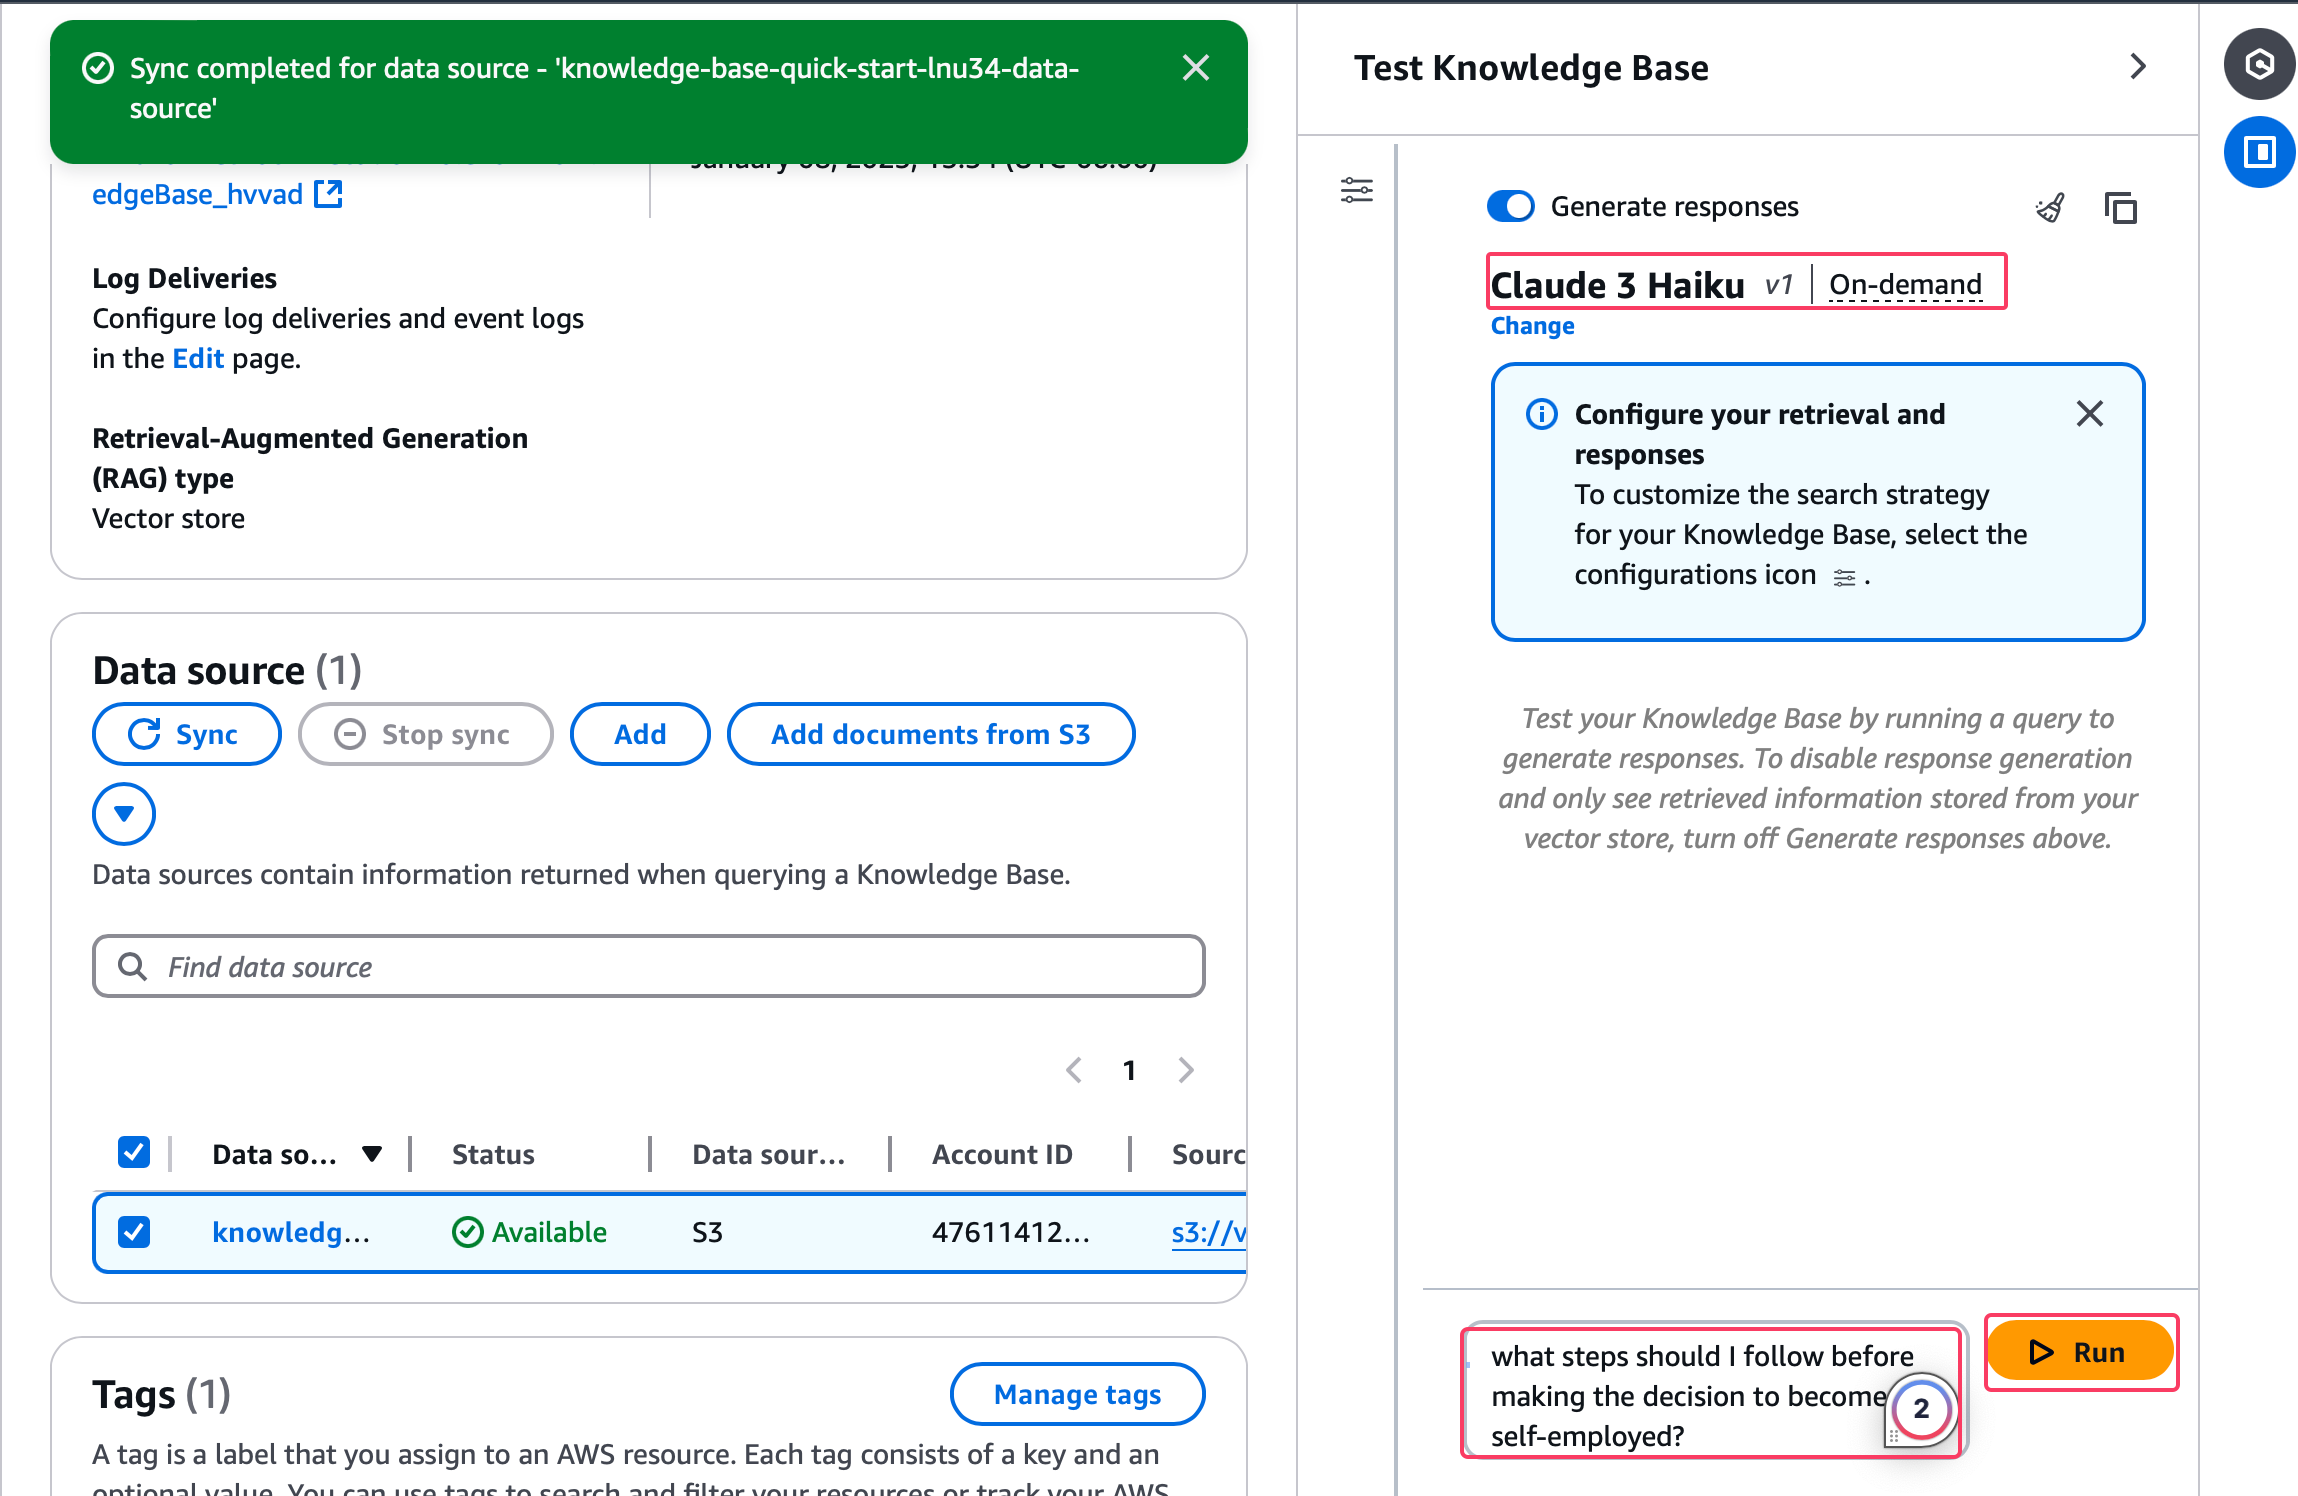 Sync completed for data source - 'knowledge-base-quick-start-lnu34-data-
source'
edgeBase_hvvad
Log Deliveries
Configure log deliveries and event logs
in the Edit page.
Retrieval-Augmented Generation
(RAG) type
Vector store
Data source (1)
Sync
Stop sync
Add
Add documents from S3
Data sources contain information returned when querying a Knowledge Base.
Find data source
1
Data so...
Status
Data sour...
Account ID
Sourc
knowledg...
Available
S3
47611412...
s3://v
Tags (1)
Manage tags
A tag is a label that you assign to an AWS resource. Each tag consists of a key and an
optional value. You can use tags to search and filter your resources or track your AWS
Test Knowledge Base
Generate responses
Claude 3 Haiku v1 | On-demand
Change
Configure your retrieval and
responses
To customize the search strategy
for your Knowledge Base, select the
configurations icon .
Test your Knowledge Base by running a query to
generate responses. To disable response generation
and only see retrieved information stored from your
vector store, turn off Generate responses above.
what steps should I follow before
making the decision to become
self-employed?
2
Run